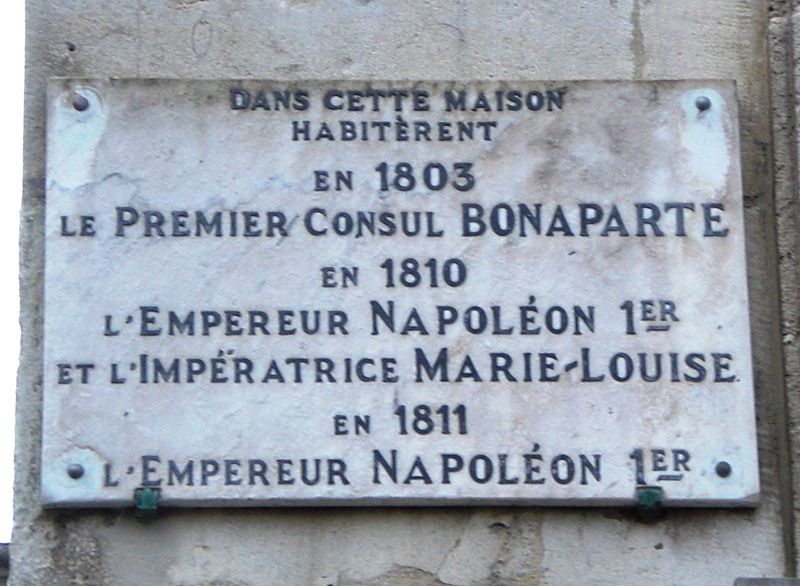 DANS CETTE MAISON
HABITÈRENT
EN 1803
LE PREMIER CONSUL BONAPARTE
EN 1810
L'EMPEREUR NAPOLÉON 1ER
ET L'IMPÉRATRICE MARIE-LOUISE
EN 1811
L'EMPEREUR NAPOLÉON 1ER